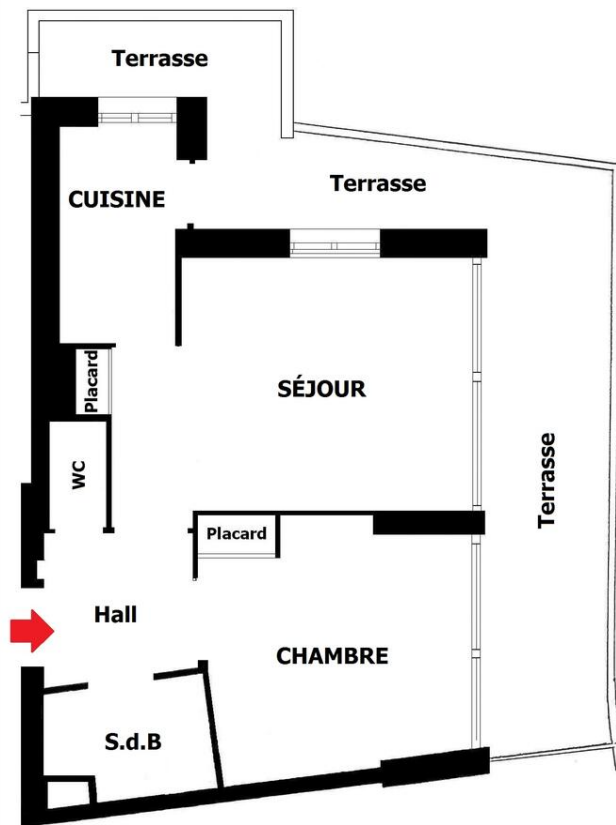 Terrasse
Terrasse
CUISINE
Placard
SÉJOUR
WC
Terrasse
Placard
Hall
CHAMBRE
S.d.B